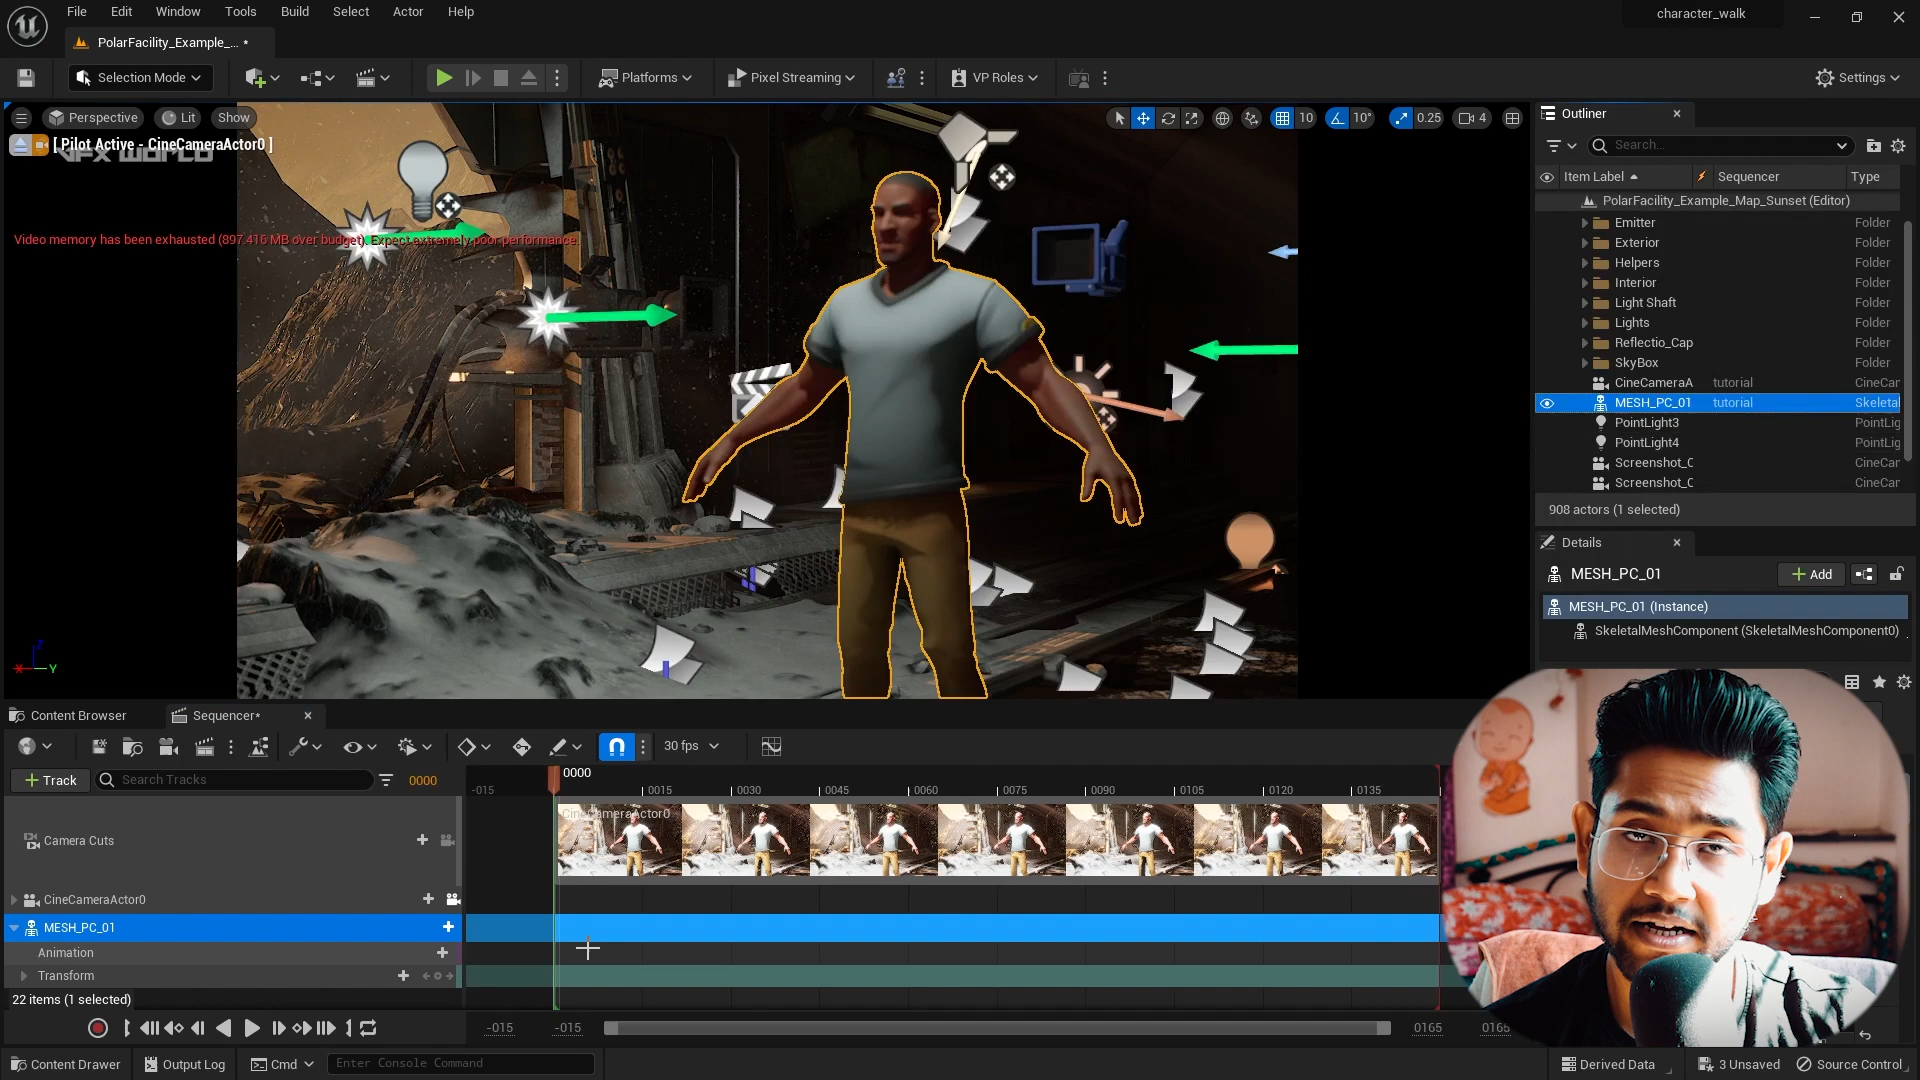 File Edit Window Tools Build Select Actor Help
character_walk
PolarFacility_Example_... •
Selection Mode
Platforms
Pixel Streaming
VP Roles
Settings
Perspective
Lit
Show
10
10°
0.25
4
[ Pilot Active - CineCameraActor0 ]
VFX WORLD
Video memory has been exhausted (897.416 MB over budget). Expect extremely poor performance.
Z
X
Y
Outliner
Search...
Item Label
Sequencer
Type
PolarFacility_Example_Map_Sunset (Editor)
Emitter Folder
Exterior Folder
Helpers Folder
Interior Folder
Light Shaft Folder
Lights Folder
Reflectio_Cap Folder
SkyBox Folder
CineCameraA tutorial CineCar
MESH_PC_01 tutorial Skeletal
PointLight3 PointLig
PointLight4 PointLig
Screenshot_C CineCar
Screenshot_C CineCar
908 actors (1 selected)
Details
MESH_PC_01
+ Add
MESH_PC_01 (Instance)
SkeletalMeshComponent (SkeletalMeshComponent0)
Content Browser
Sequencer*
30 fps
+ Track
Search Tracks
0000
-015
0000
0015 0030 0045 0060 0075 0090 0105 0120 0135
CineCameraActor0
Camera Cuts
CineCameraActor0
MESH_PC_01
Animation
Transform
22 items (1 selected)
-015 -015 0165 0165
Content Drawer
Output Log
Cmd
Enter Console Command
Derived Data
3 Unsaved
Source Control